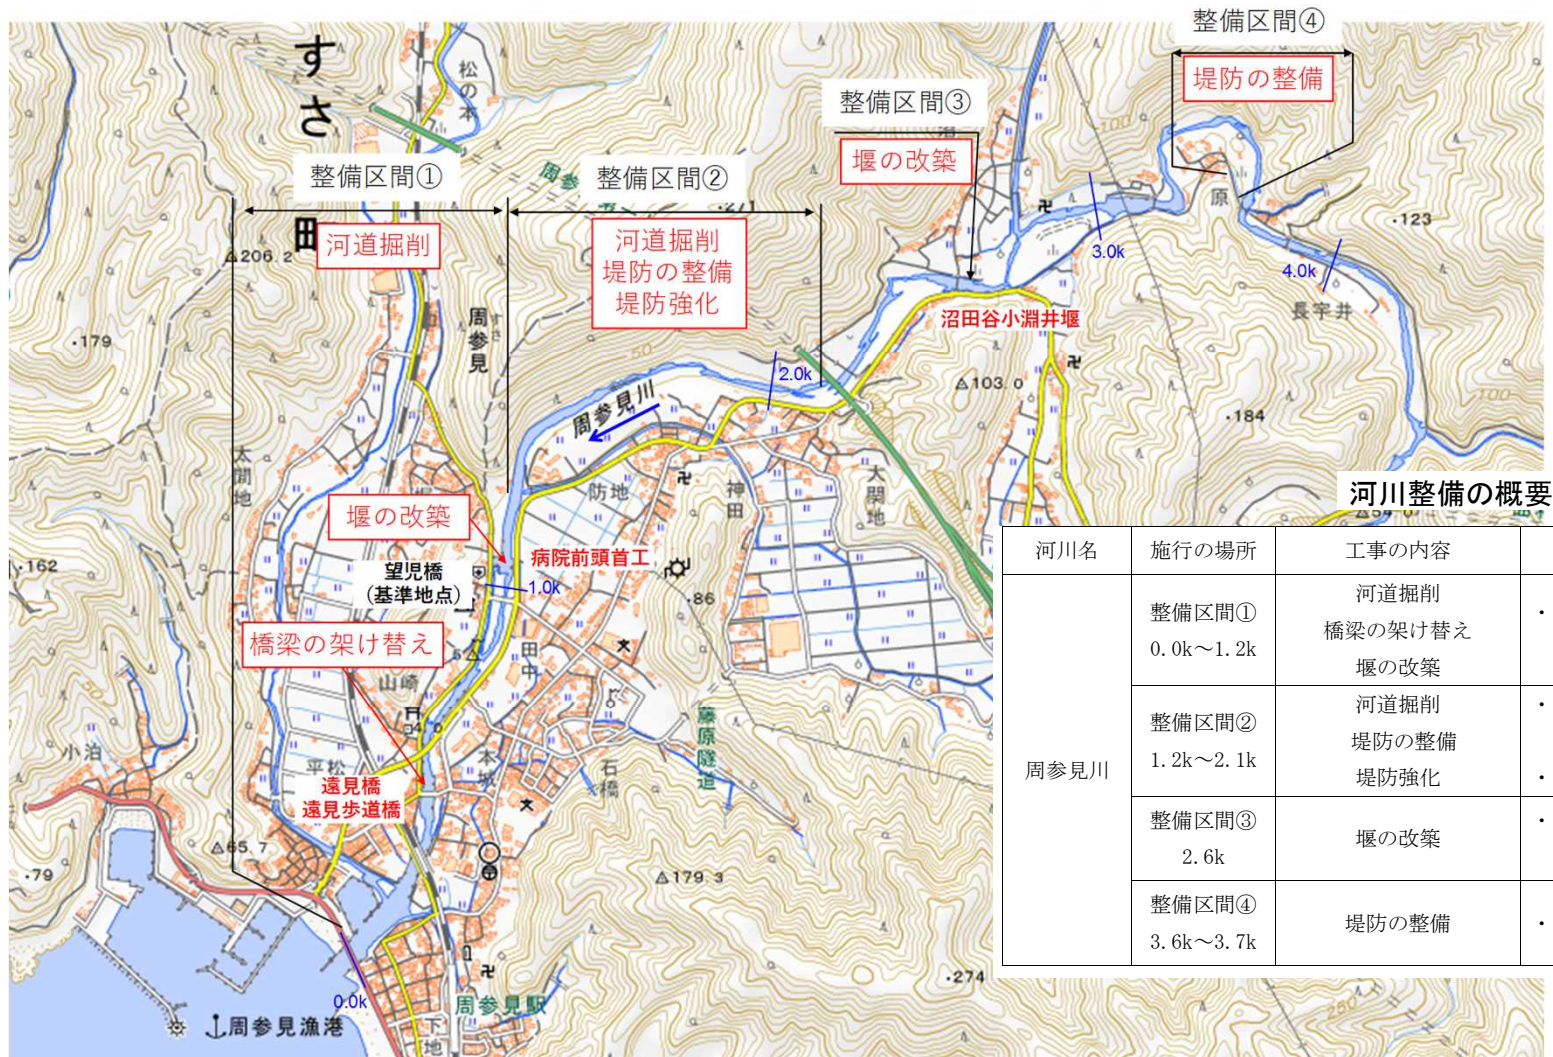 整備区間④
堤防の整備
整備区間③
堰の改築
整備区間①
河道掘削
整備区間②
河道掘削
堤防の整備
堤防強化
すさ
町
松の本
周参
·271
△206.2
·179
周参見
すさ
原
·123
3.0k
4.0k
長宇井
沼田谷小淵井堰
2.0k
△103.0
·184
周参見川
50
100
太間地
防地
神田
大間地
堰の改築
病院前頭首工
望児橋
(基準地点)
1.0k
·162
·86
橋梁の架け替え
田中
山崎
小泊
平松
本城
石橋
藤原隧道
遠見橋
遠見歩道橋
△65.7
·79
△179.3
·274
250
0.0k
周参見漁港
周参見駅
下地
河川整備の概要
河川名
施行の場所
工事の内容
周参見川
整備区間①
0.0k～1.2k
河道掘削
橋梁の架け替え
堰の改築
・
整備区間②
1.2k～2.1k
河道掘削
堤防の整備
堤防強化
・
・
整備区間③
2.6k
堰の改築
・
整備区間④
3.6k～3.7k
堤防の整備
・